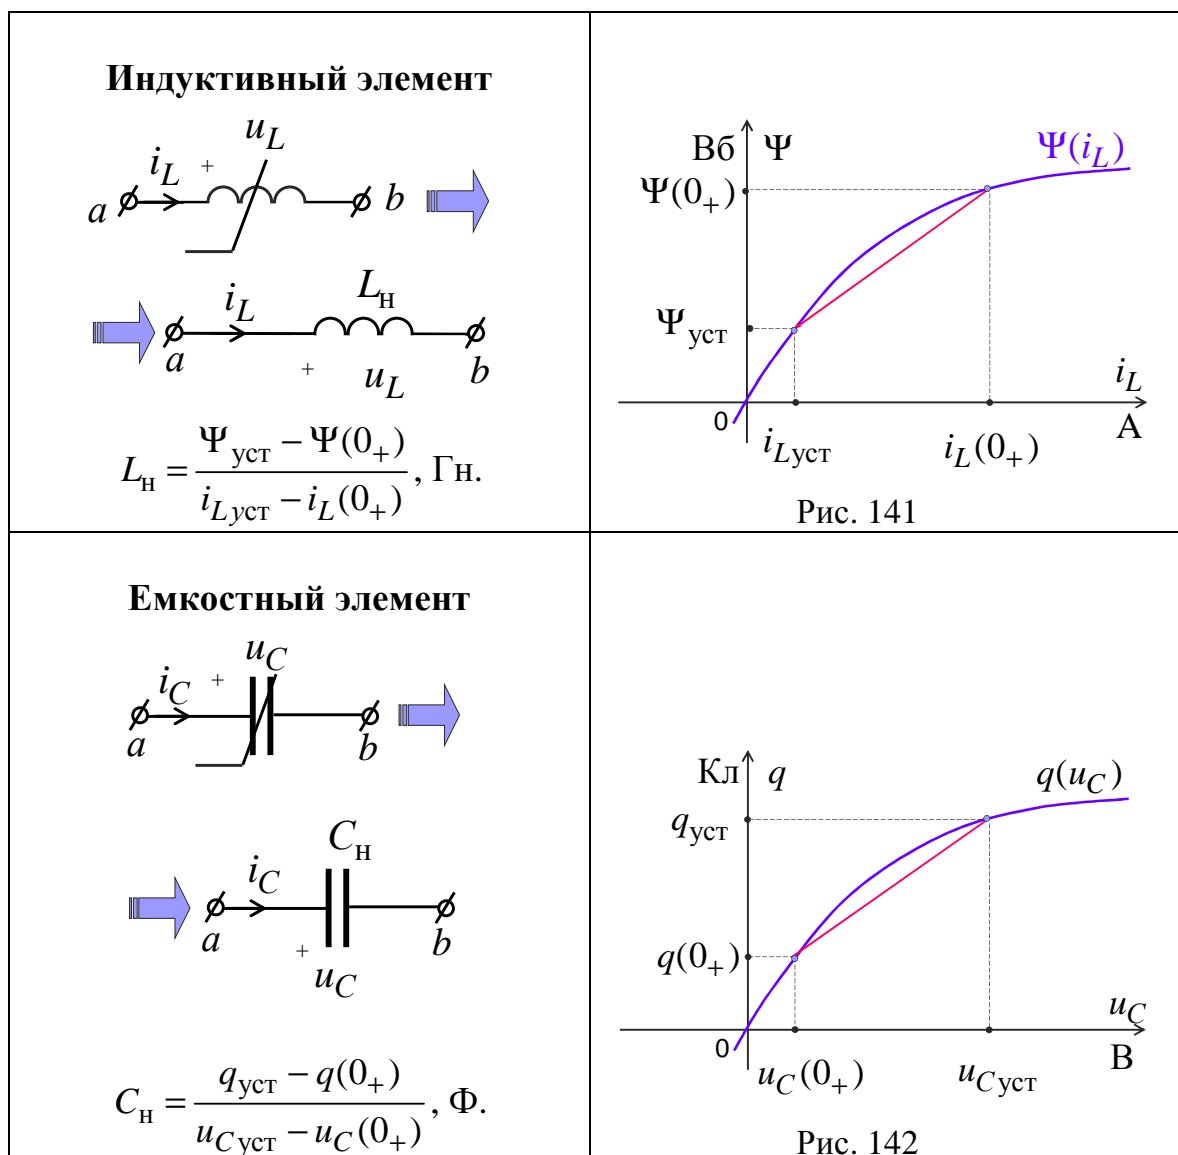 Индуктивный элемент
u_L
i_L +
a b
i_L L_н
a + u_L b
L_н = (Ψ_уст − Ψ(0_+)) / (i_Lуст − i_L(0_+)), Гн.
Вб Ψ Ψ(i_L)
Ψ(0_+)
Ψ_уст
i_L
0 А
i_Lуст i_L(0_+)
Рис. 141
Емкостный элемент
u_C
i_C +
a b
C_н
i_C
a + b
u_C
C_н = (q_уст − q(0_+)) / (u_Cуст − u_C(0_+)), Ф.
Кл q q(u_C)
q_уст
q(0_+)
u_C
0 В
u_C(0_+) u_Cуст
Рис. 142